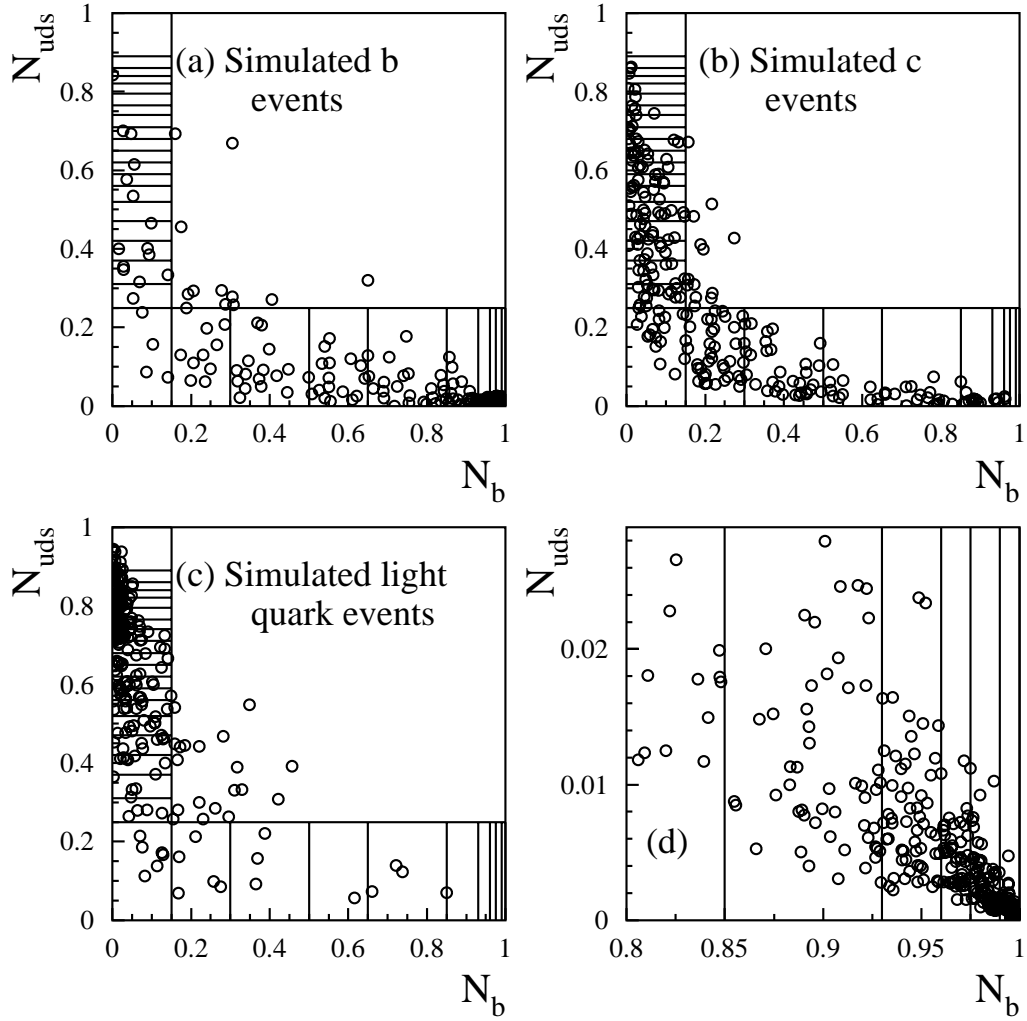 N_uds
1
0.8
0.6
0.4
0.2
0
(a) Simulated b
events
0 0.2 0.4 0.6 0.8 1
N_b
N_uds
1
0.8
0.6
0.4
0.2
0
(b) Simulated c
events
0 0.2 0.4 0.6 0.8 1
N_b
N_uds
1
0.8
0.6
0.4
0.2
0
(c) Simulated light
quark events
0 0.2 0.4 0.6 0.8 1
N_b
N_uds
0.02
0.01
0
(d)
0.8 0.85 0.9 0.95 1
N_b